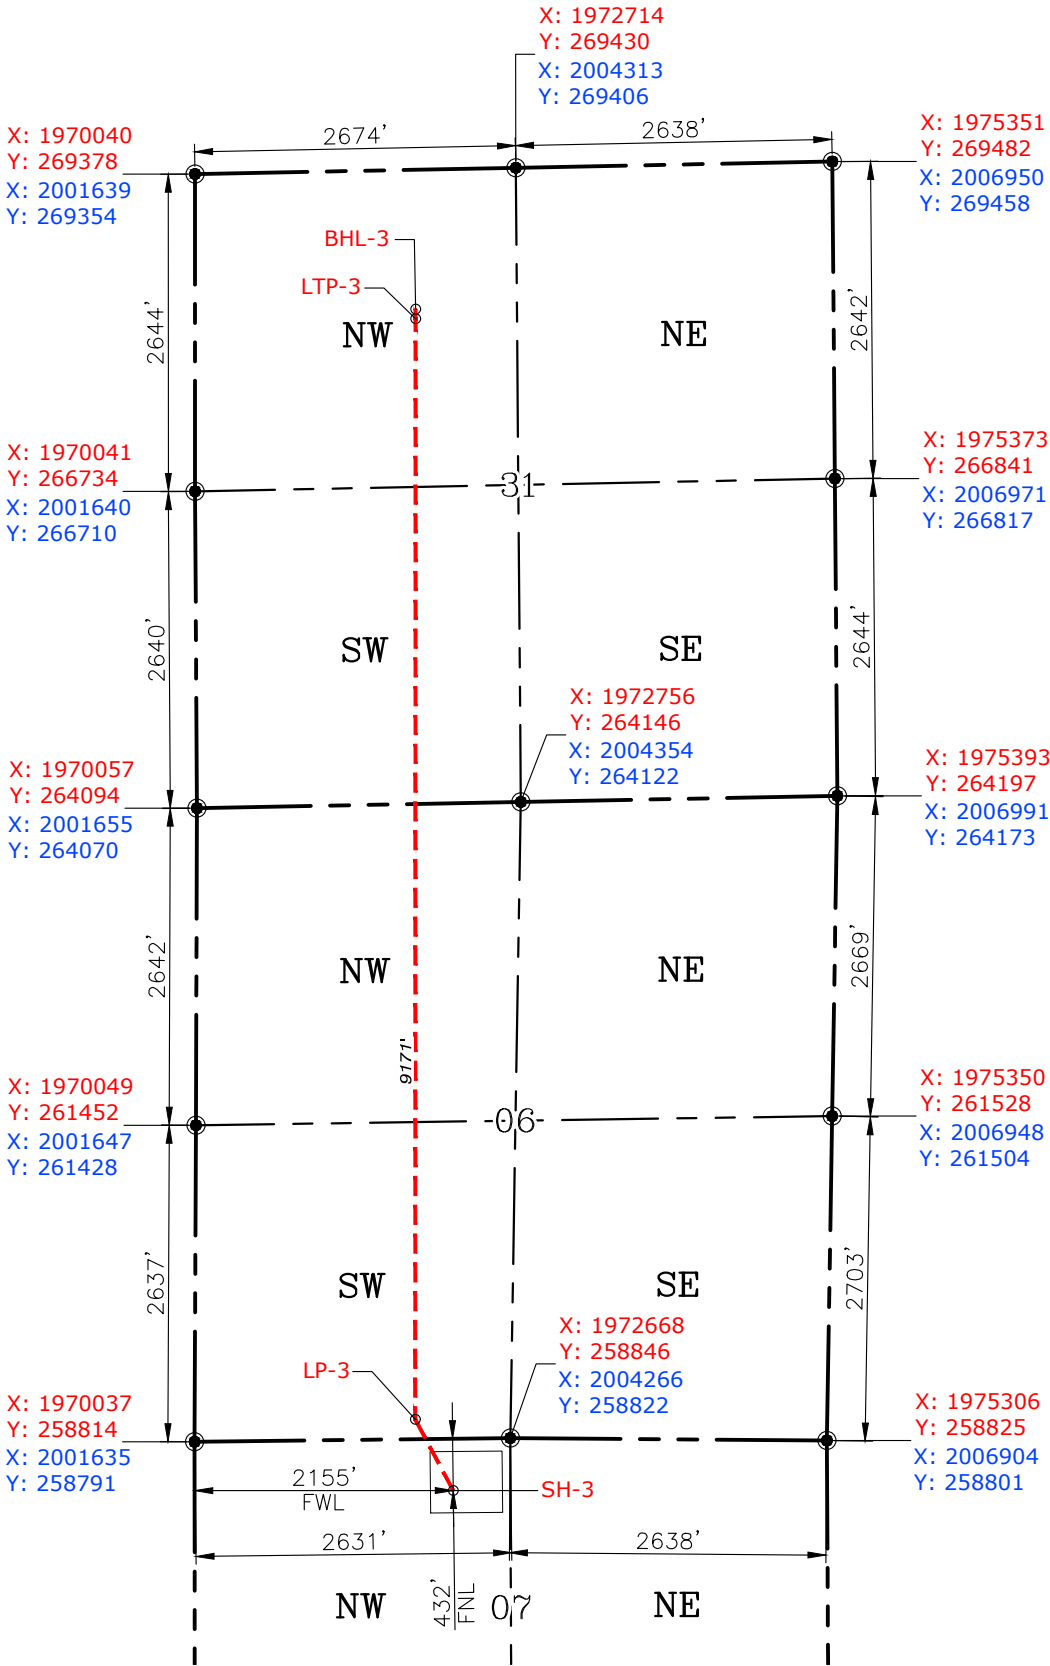 X: 1972714
Y: 269430
X: 2004313
Y: 269406
X: 1970040
Y: 269378
X: 2001639
Y: 269354
2674'
2638'
X: 1975351
Y: 269482
X: 2006950
Y: 269458
BHL-3
LTP-3
NW
NE
2644'
2642'
X: 1970041
Y: 266734
X: 2001640
Y: 266710
31
X: 1975373
Y: 266841
X: 2006971
Y: 266817
2640'
SW
SE
2644'
X: 1972756
Y: 264146
X: 2004354
Y: 264122
X: 1970057
Y: 264094
X: 2001655
Y: 264070
X: 1975393
Y: 264197
X: 2006991
Y: 264173
2642'
NW
NE
2669'
9171'
X: 1970049
Y: 261452
X: 2001647
Y: 261428
06
X: 1975350
Y: 261528
X: 2006948
Y: 261504
2637'
SW
SE
2703'
X: 1972668
Y: 258846
X: 2004266
Y: 258822
LP-3
X: 1970037
Y: 258814
X: 2001635
Y: 258791
X: 1975306
Y: 258825
X: 2006904
Y: 258801
2155'
FWL
SH-3
2631'
2638'
432'
FNL
NW
07
NE